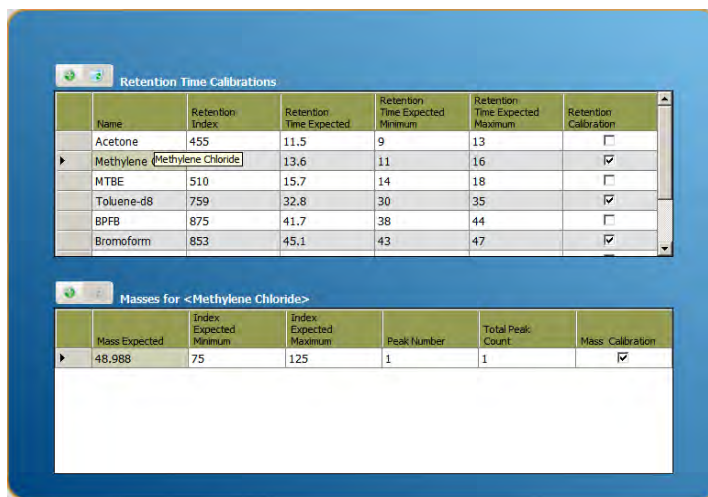 Retention Time Calibrations
Name Retention Index Retention Time Expected Retention Time Expected Minimum Retention Time Expected Maximum Retention Calibration
Acetone 455 11.5 9 13
Methylene Methylene Chloride 13.6 11 16
MTBE 510 15.7 14 18
Toluene-d8 759 32.8 30 35
BPFB 875 41.7 38 44
Bromoform 853 45.1 43 47
Masses for <Methylene Chloride>
Mass Expected Index Expected Minimum Index Expected Maximum Peak Number Total Peak Count Mass Calibration
48.988 75 125 1 1